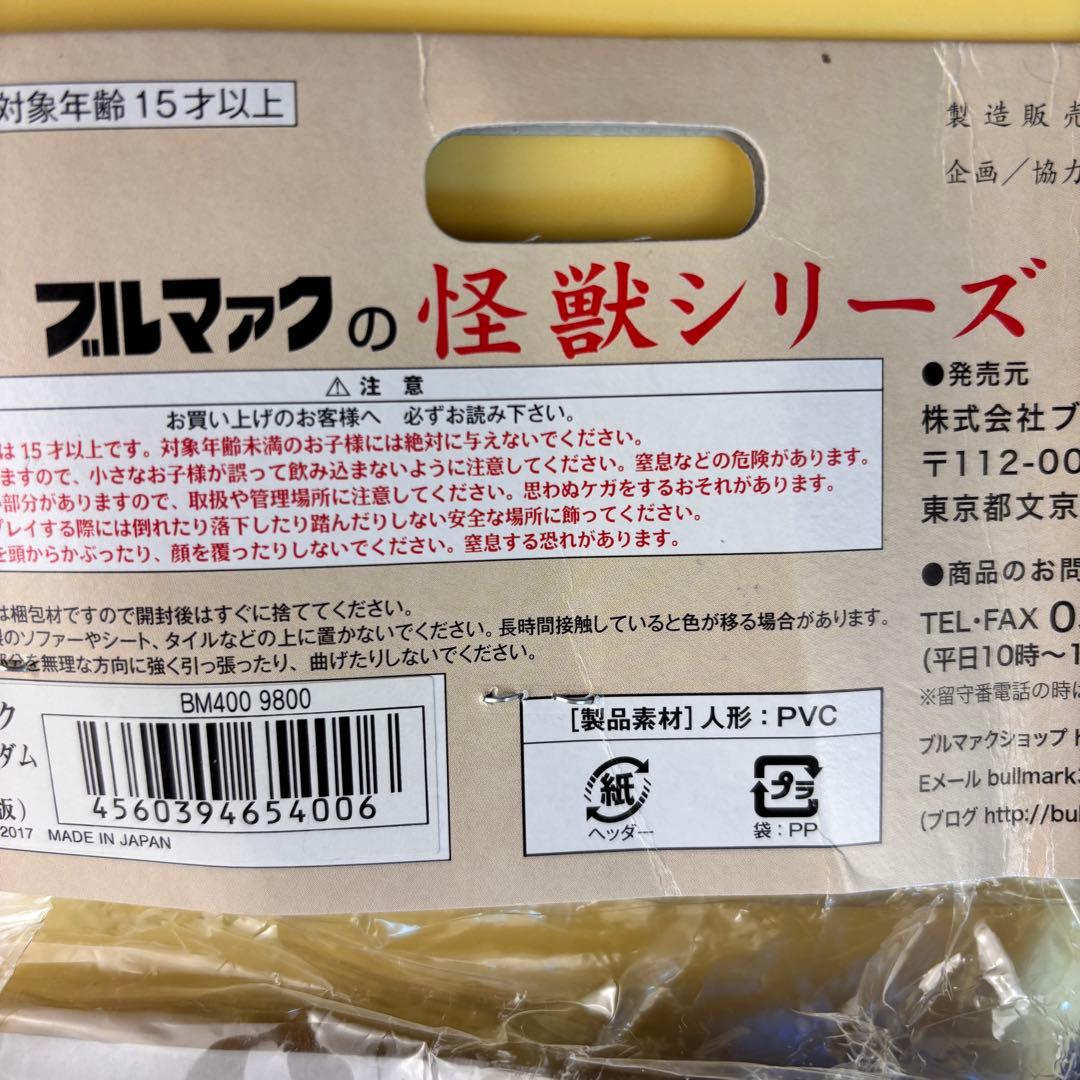 対象年齢15才以上
製造販売
企画／協力
ブルマァクの怪獣シリーズ
⚠注 意
お買い上げのお客様へ 必ずお読み下さい。
は15才以上です。対象年齢未満のお子様には絶対に与えないでください。
ますので、小さなお子様が誤って飲み込まないように注意してください。窒息などの危険があります。
部分がありますので、取扱や管理場所に注意してください。思わぬケガをするおそれがあります。
プレイする際には倒れたり落下したり踏んだりしない安全な場所に飾ってください。
を頭からかぶったり、顔を覆ったりしないでください。窒息する恐れがあります。
は梱包材ですので開封後はすぐに捨ててください。
のソファーやシート、タイルなどの上に置かないでください。長時間接触していると色が移る場合があります。
部分を無理な方向に強く引っ張ったり、曲げたりしないでください。
●発売元
株式会社ブ
〒112-00
東京都文京
●商品のお問
TEL・FAX 0
(平日10時〜1
※留守番電話の時は
ブルマァクショップ h
Eメール bullmark
(ブログ http://bul
ク
ダム
版)
2017
BM400 9800
4560394654006
MADE IN JAPAN
[製品素材]人形：PVC
紙
ヘッダー
プラ
袋：PP